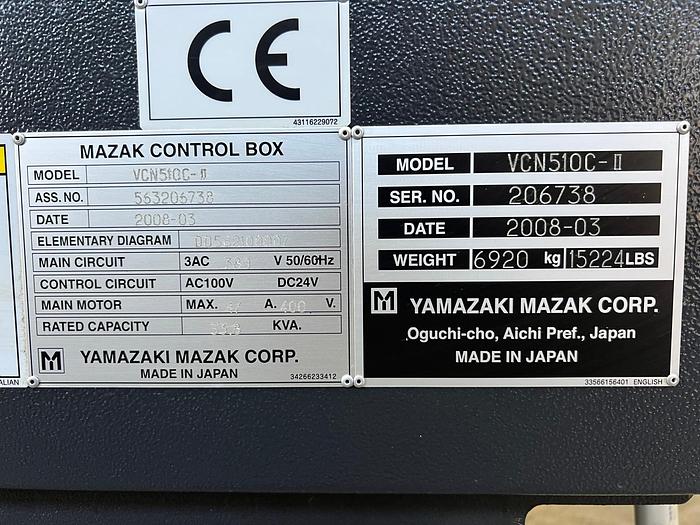 CE
43116229072
MAZAK CONTROL BOX
MODEL VCN510C-II
ASS. NO. 563206738
DATE 2008-03
ELEMENTARY DIAGRAM
MAIN CIRCUIT 3AC V 50/60Hz
CONTROL CIRCUIT AC100V DC24V
MAIN MOTOR MAX. A. 400 V.
RATED CAPACITY KVA.
M YAMAZAKI MAZAK CORP.
MADE IN JAPAN
34266233412
MODEL VCN510C-II
SER. NO. 206738
DATE 2008-03
WEIGHT 6920 kg 15224 LBS
M YAMAZAKI MAZAK CORP.
Oguchi-cho, Aichi Pref., Japan
MADE IN JAPAN
33566156401 ENGLISH